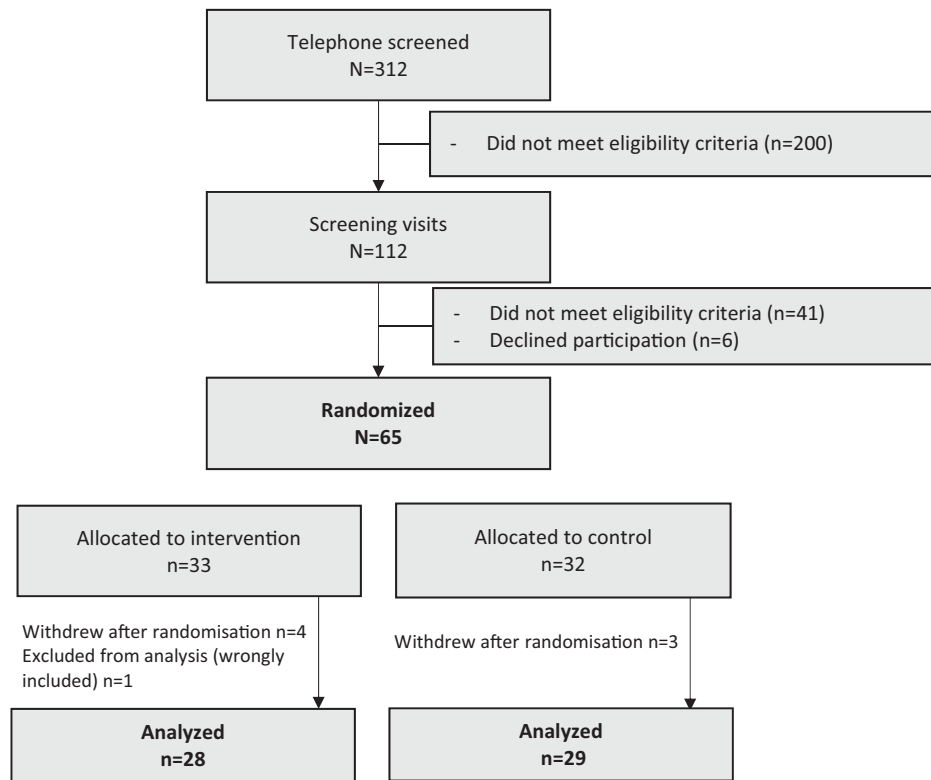 Telephone screened
N=312
- Did not meet eligibility criteria (n=200)
Screening visits
N=112
- Did not meet eligibility criteria (n=41)
- Declined participation (n=6)
Randomized
N=65
Allocated to intervention
n=33
Allocated to control
n=32
Withdrew after randomisation n=4
Excluded from analysis (wrongly
included) n=1
Withdrew after randomisation n=3
Analyzed
n=28
Analyzed
n=29